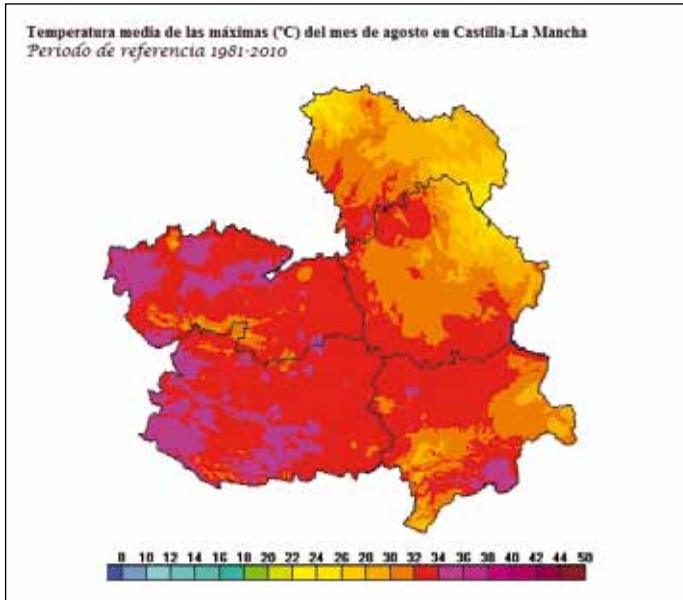 Temperatura media de las máximas (ºC) del mes de agosto en Castilla-La Mancha
Periodo de referencia 1981-2010
8 10 12 14 16 18 20 22 24 26 28 30 32 34 36 38 40 42 44 50